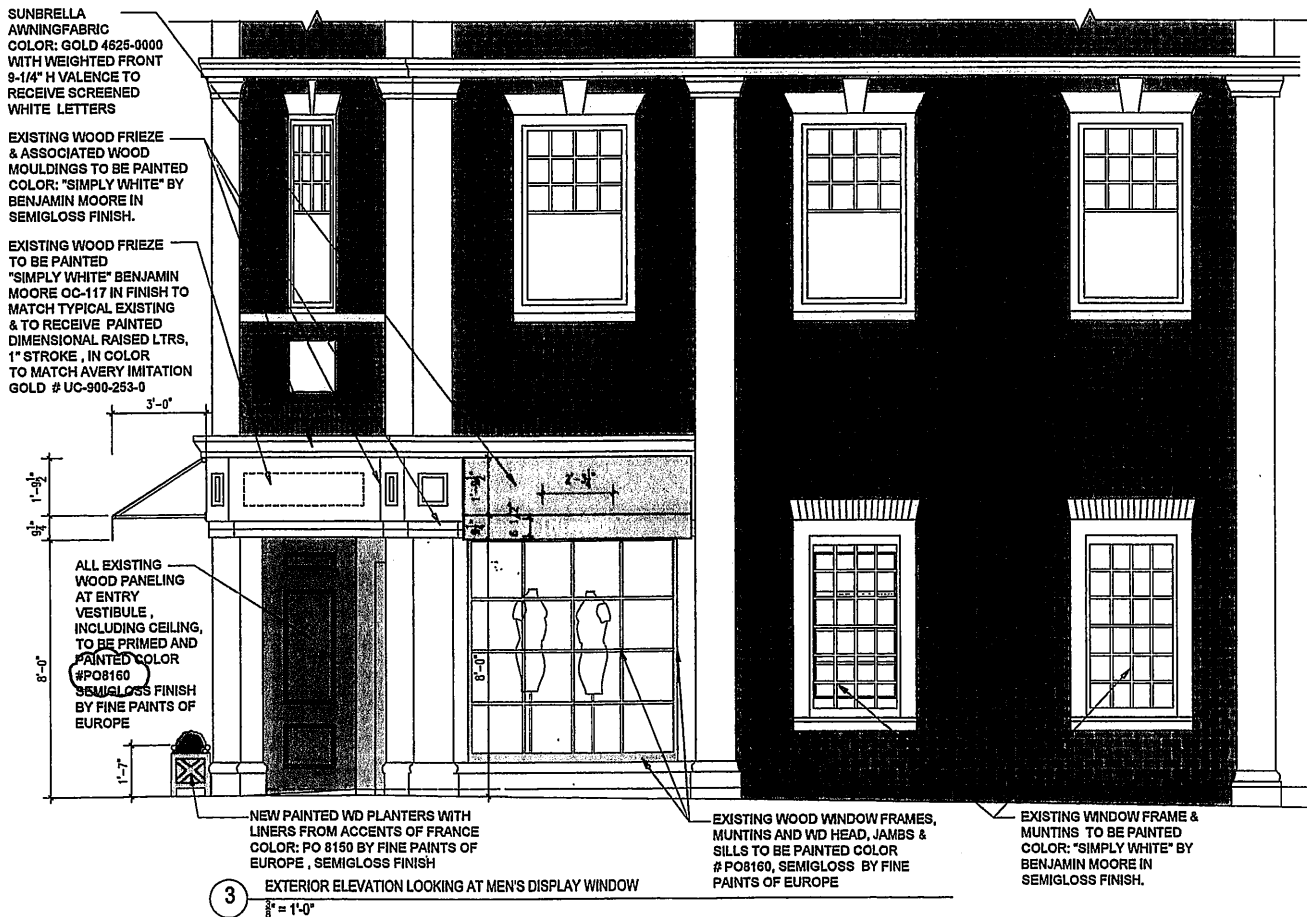 SUNBRELLA
AWNINGFABRIC
COLOR: GOLD 4625-0000
WITH WEIGHTED FRONT
9-1/4" H VALENCE TO
RECEIVE SCREENED
WHITE LETTERS
EXISTING WOOD FRIEZE
& ASSOCIATED WOOD
MOULDINGS TO BE PAINTED
COLOR: "SIMPLY WHITE" BY
BENJAMIN MOORE IN
SEMIGLOSS FINISH.
EXISTING WOOD FRIEZE
TO BE PAINTED
"SIMPLY WHITE" BENJAMIN
MOORE OC-117 IN FINISH TO
MATCH TYPICAL EXISTING
& TO RECEIVE PAINTED
DIMENSIONAL RAISED LTRS,
1" STROKE , IN COLOR
TO MATCH AVERY IMITATION
GOLD # UC-900-253-0
3'-0"
1'-9½"
9¼"
8'-0"
1'-7"
1'-9½"
9¼"
6 1/2"
8'-0"
ALL EXISTING
WOOD PANELING
AT ENTRY
VESTIBULE ,
INCLUDING CEILING,
TO BE PRIMED AND
PAINTED COLOR
#PO8160
SEMIGLOSS FINISH
BY FINE PAINTS OF
EUROPE
NEW PAINTED WD PLANTERS WITH
LINERS FROM ACCENTS OF FRANCE
COLOR: PO 8150 BY FINE PAINTS OF
EUROPE , SEMIGLOSS FINISH
EXISTING WOOD WINDOW FRAMES,
MUNTINS AND WD HEAD, JAMBS &
SILLS TO BE PAINTED COLOR
# PO8160, SEMIGLOSS BY FINE
PAINTS OF EUROPE
EXISTING WINDOW FRAME &
MUNTINS TO BE PAINTED
COLOR: "SIMPLY WHITE" BY
BENJAMIN MOORE IN
SEMIGLOSS FINISH.
3
EXTERIOR ELEVATION LOOKING AT MEN'S DISPLAY WINDOW
= 1'-0"